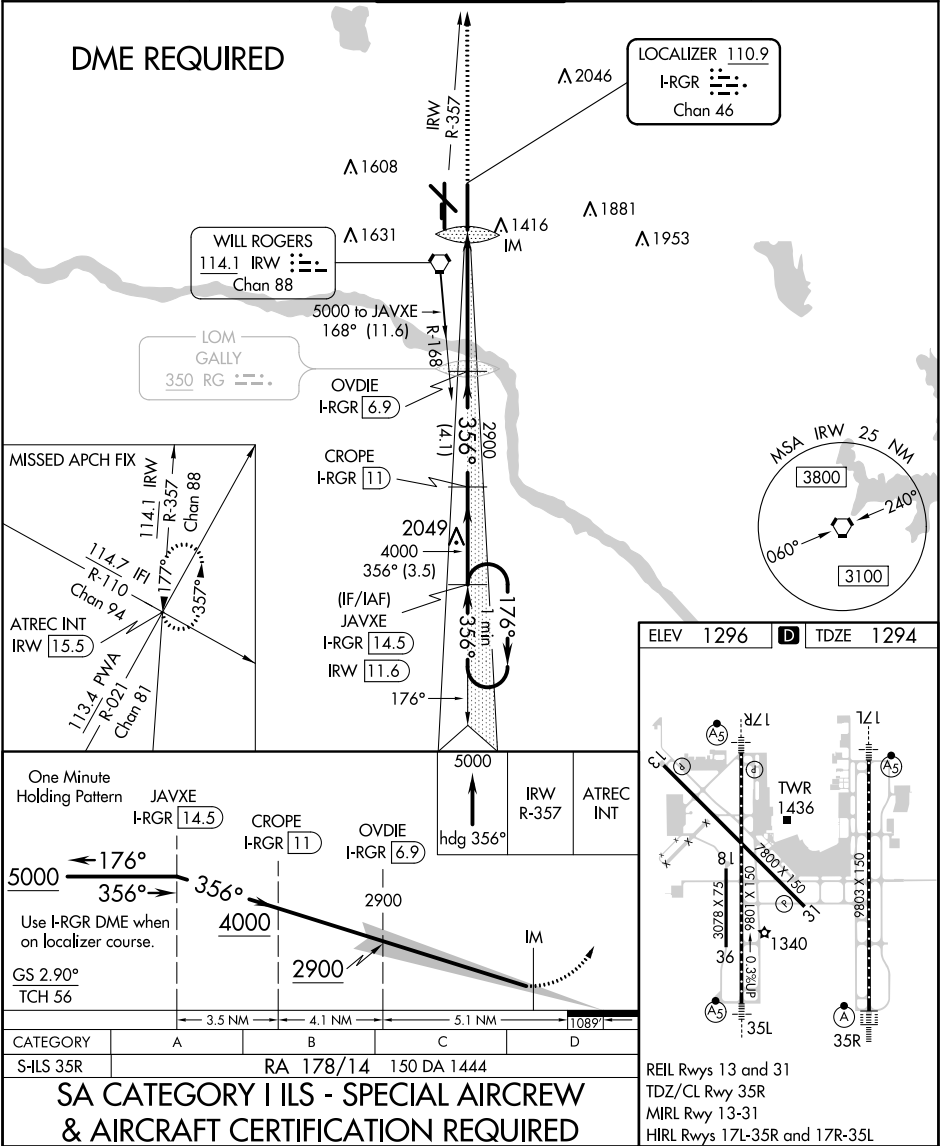 DME REQUIRED
LOCALIZER 110.9
I-RGR
Chan 46
2046
IRW
R-357
1608
1631
1416
IM
1881
1953
WILL ROGERS
114.1 IRW
Chan 88
5000 to JAVXE
168° (11.6)
R-168
LOM
GALLY
350 RG
OVDIE
I-RGR 6.9
2900
356°
(4.1)
CROPE
I-RGR 11
2049
4000
356° (3.5)
(IF/IAF)
JAVXE
I-RGR 14.5
IRW 11.6
176°
356°
1 min
176°
MISSED APCH FIX
114.1 IRW
R-357
Chan 88
114.7 IFI
R-110
Chan 94
177°
357°
ATREC INT
IRW 15.5
113.4 PWA
R-021
Chan 81
MSA IRW 25 NM
3800
240°
060°
3100
ELEV 1296 D TDZE 1294
17R
17L
A5
A5
13
P
P
TWR
1436
18
7800 X 150
3078 X 75
9801 X 150
9803 X 150
P
31
36
0.3% UP
1340
A5
35L
A
35R
REIL Rwys 13 and 31
TDZ/CL Rwy 35R
MIRL Rwy 13-31
HIRL Rwys 17L-35R and 17R-35L
One Minute
Holding Pattern
JAVXE
I-RGR 14.5
CROPE
I-RGR 11
OVDIE
I-RGR 6.9
5000
hdg 356°
IRW
R-357
ATREC
INT
5000
176°
356°
356°
4000
2900
2900
IM
Use I-RGR DME when
on localizer course.
GS 2.90°
TCH 56
3.5 NM
4.1 NM
5.1 NM
1089'
CATEGORY A B C D
S-ILS 35R RA 178/14 150 DA 1444
SA CATEGORY I ILS - SPECIAL AIRCREW
& AIRCRAFT CERTIFICATION REQUIRED